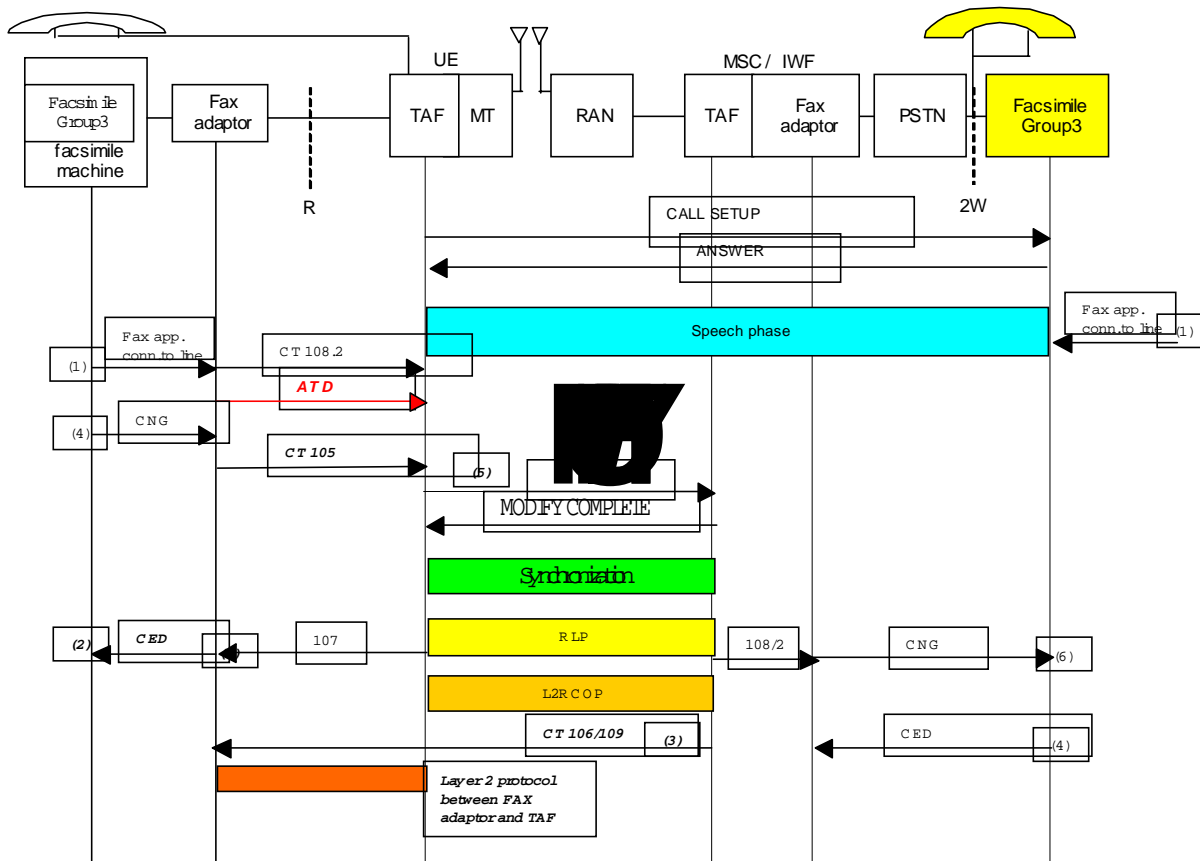 UE
MSC / IWF
Facsimile
Group3
facsimile
machine
Fax
adaptor
TAF
MT
RAN
TAF
Fax
adaptor
PSTN
Facsimile
Group3
R
2W
CALL SETUP
ANSWER
Speech phase
Fax app.
conn.to line
(1)
Fax app.
conn.to line
(1)
CT 108.2
ATD
(4)
CNG
CT 105
(5)
MODIFY COMPLETE
Synchronization
(2)
CED
107
RLP
108/2
CNG
(6)
L2RCOP
CT 106/109
(3)
CED
(4)
Layer 2 protocol
between FAX
adaptor and TAF